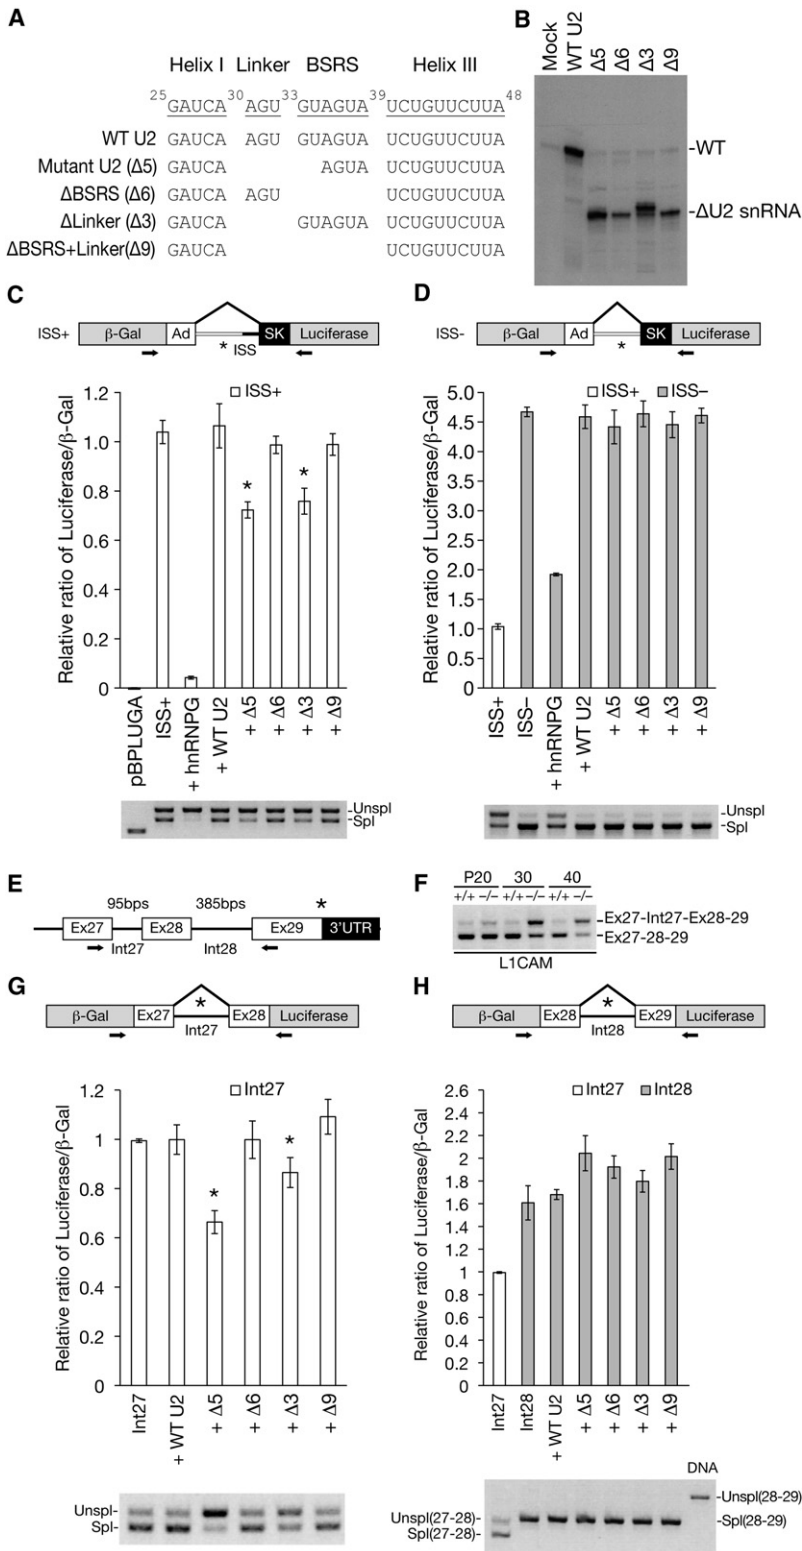 A
Helix I Linker BSRS Helix III
25 GAUCA 30 AGU 33 GUAGUA 39 UCUGUUCUUA 48
WT U2 GAUCA AGU GUAGUA UCUGUUCUUA
Mutant U2 (Δ5) GAUCA AGUA UCUGUUCUUA
ΔBSRS (Δ6) GAUCA AGU UCUGUUCUUA
ΔLinker (Δ3) GAUCA GUAGUA UCUGUUCUUA
ΔBSRS+Linker(Δ9) GAUCA UCUGUUCUUA
B
Mock WT U2 Δ5 Δ6 Δ3 Δ9
-WT
-ΔU2 snRNA
C
ISS+ β-Gal Ad SK Luciferase
* ISS
ISS+
Relative ratio of Luciferase/β-Gal
1.2
1.0
0.8
0.6
0.4
0.2
0
* *
pBPLUGA ISS+ + hnRNPG + WT U2 + Δ5 + Δ6 + Δ3 + Δ9
-Unspl
-Spl
D
ISS- β-Gal Ad SK Luciferase
*
ISS+ ISS–
Relative ratio of Luciferase/β-Gal
5.0
4.5
4.0
3.5
3.0
2.5
2.0
1.5
1.0
0.5
0
ISS+ ISS– + hnRNPG + WT U2 + Δ5 + Δ6 + Δ3 + Δ9
-Unspl
-Spl
E
95bps 385bps *
Ex27 Ex28 Ex29 3'UTR
Int27 Int28
F
P20 30 40
+/+ –/– +/+ –/– +/+ –/–
-Ex27-Int27-Ex28-29
-Ex27-28-29
L1CAM
G
β-Gal Ex27 * Ex28 Luciferase
Int27
Int27
Relative ratio of Luciferase/β-Gal
1.2
1
0.8
0.6
0.4
0.2
0
* *
Int27 + WT U2 + Δ5 + Δ6 + Δ3 + Δ9
Unspl-
Spl-
H
β-Gal Ex28 * Ex29 Luciferase
Int28
Int27 Int28
Relative ratio of Luciferase/β-Gal
2.6
2.4
2.2
2
1.8
1.6
1.4
1.2
1
0.8
0.6
0.4
0.2
0
Int27 Int28 + WT U2 + Δ5 + Δ6 + Δ3 + Δ9
DNA
-Unspl(28-29)
Unspl(27-28)- -Spl(28-29)
Spl(27-28)-